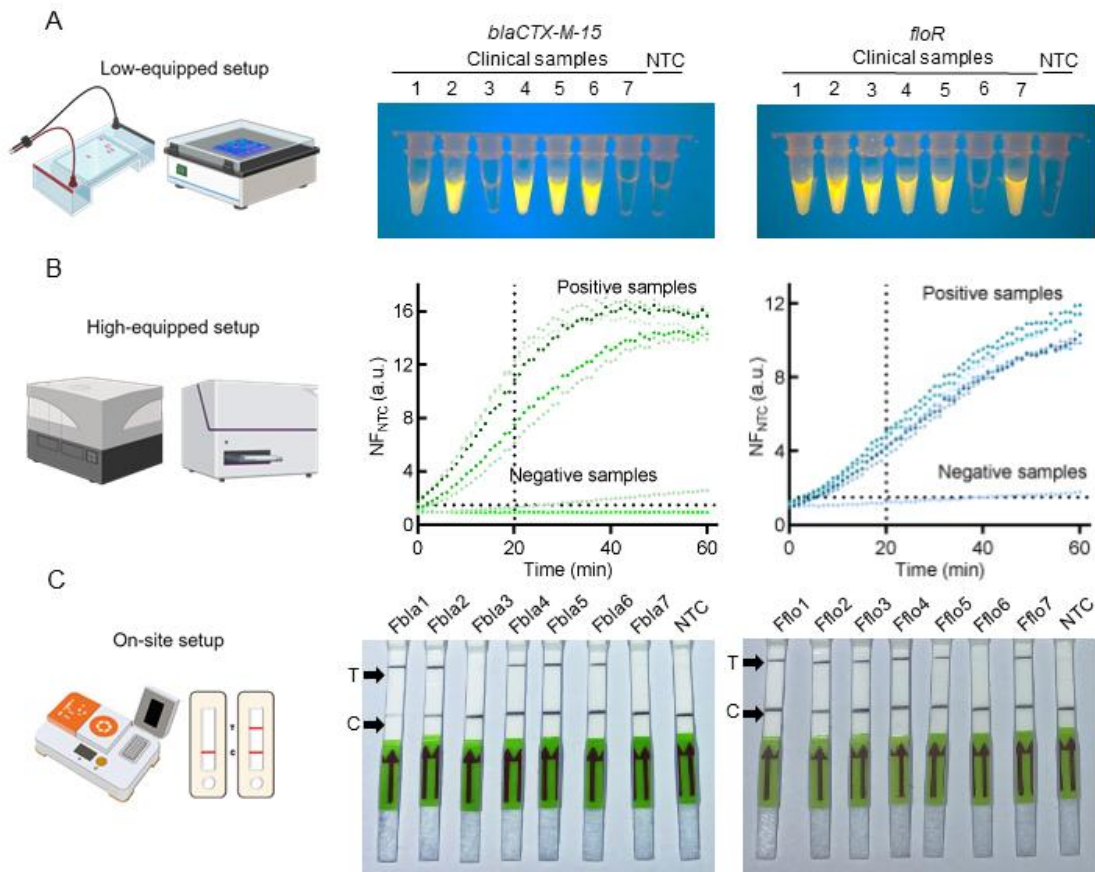 A
Low-equipped setup
blaCTX-M-15
Clinical samples NTC
1 2 3 4 5 6 7
floR
Clinical samples NTC
1 2 3 4 5 6 7
B
High-equipped setup
NF_NTC (a.u.)
16
12
8
4
0
Positive samples
Negative samples
0 20 40 60
Time (min)
NF_NTC (a.u.)
12
8
4
0
Positive samples
Negative samples
0 20 40 60
Time (min)
C
On-site setup
T
C
Fbla1 Fbla2 Fbla3 Fbla4 Fbla5 Fbla6 Fbla7 NTC
T
C
Fflo1 Fflo2 Fflo3 Fflo4 Fflo5 Fflo6 Fflo7 NTC
T
C